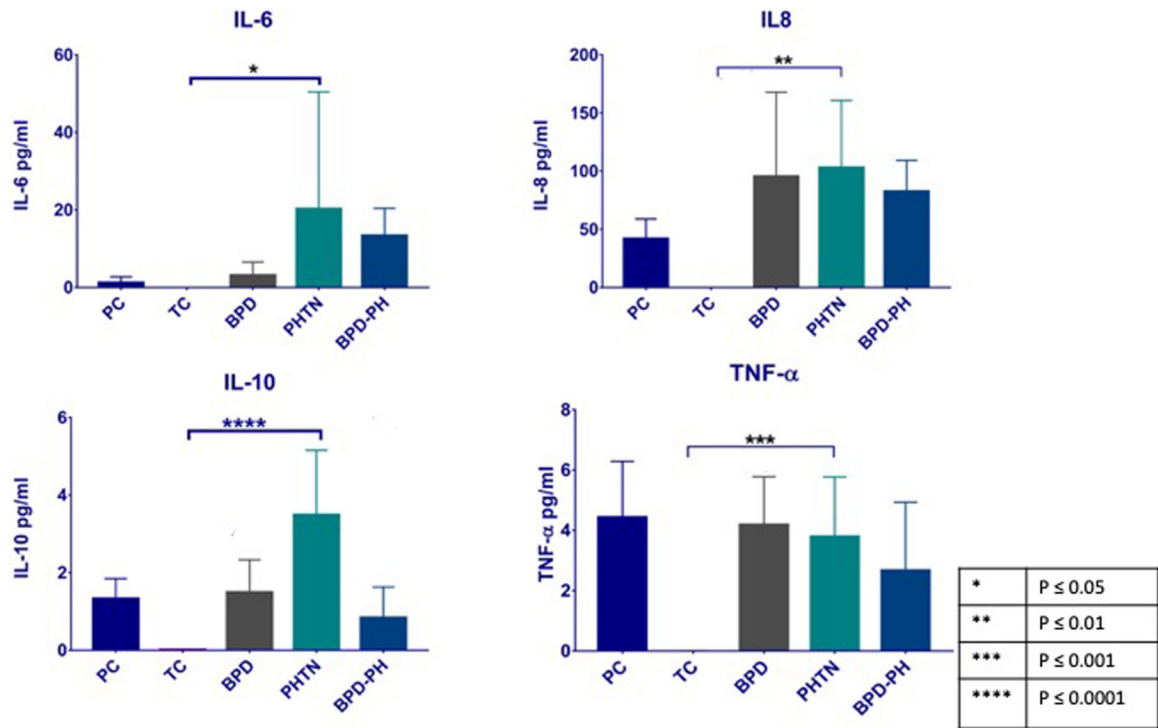 IL-6
60
40
20
0
IL-6 pg/ml
*
PC TC BPD PHTN BPD-PH
IL8
200
150
100
50
0
IL-8 pg/ml
**
PC TC BPD PHTN BPD-PH
IL-10
6
4
2
0
IL-10 pg/ml
****
PC TC BPD PHTN BPD-PH
TNF-α
8
6
4
2
0
TNF-α pg/ml
***
PC TC BPD PHTN BPD-PH
* P ≤ 0.05
** P ≤ 0.01
*** P ≤ 0.001
**** P ≤ 0.0001